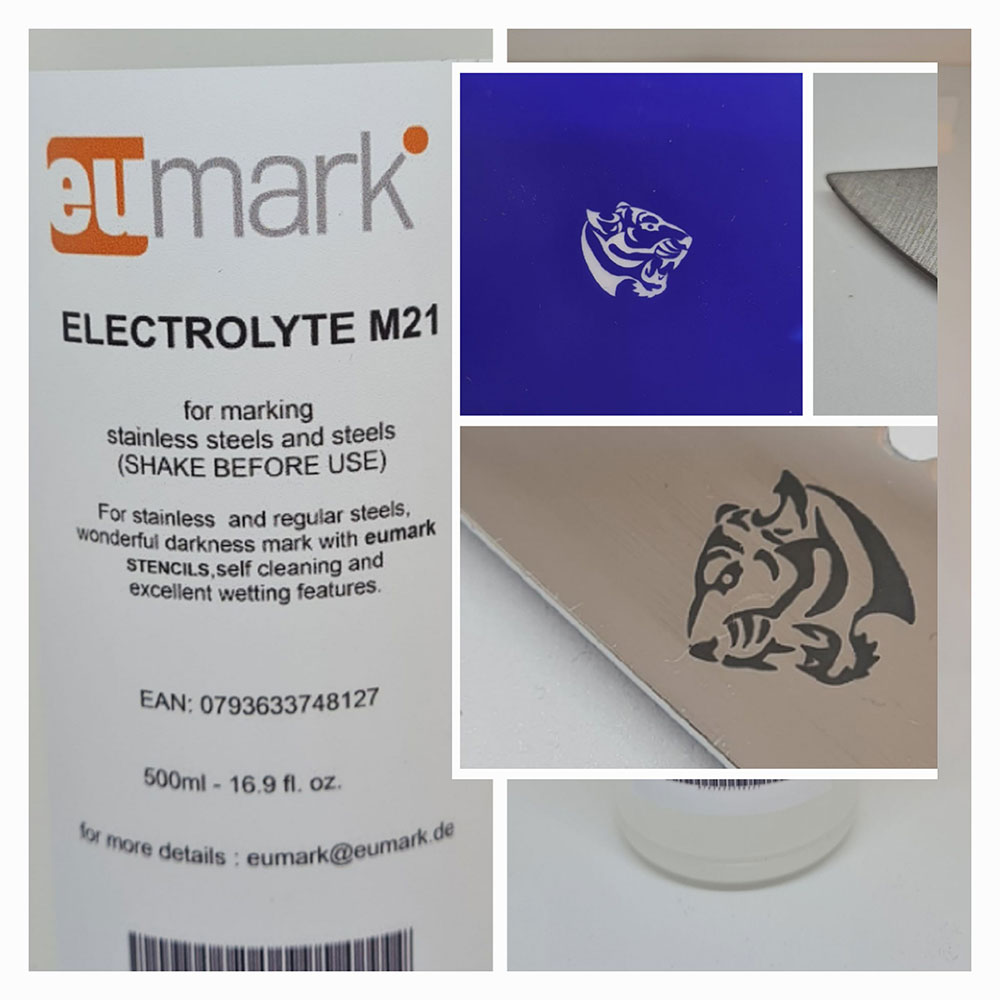 eumark
ELECTROLYTE M21
for marking
stainless steels and steels
(SHAKE BEFORE USE)
For stainless and regular steels,
wonderful darkness mark with eumark
STENCILS,self cleaning and
excellent wetting features.
EAN: 0793633748127
500ml - 16.9 fl. oz.
for more details : eumark@eumark.de